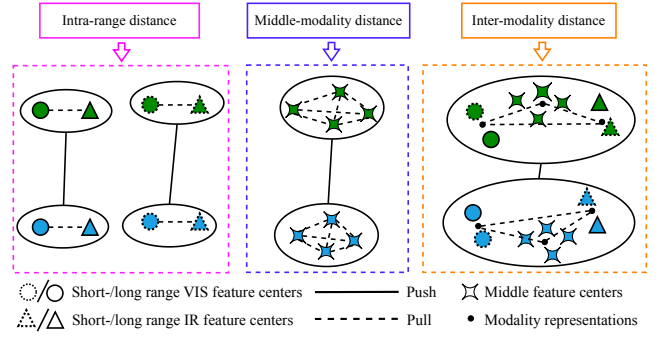 Intra-range distance
Middle-modality distance
Inter-modality distance
Short-/long range VIS feature centers
Push
Middle feature centers
Short-/long range IR feature centers
Pull
Modality representations